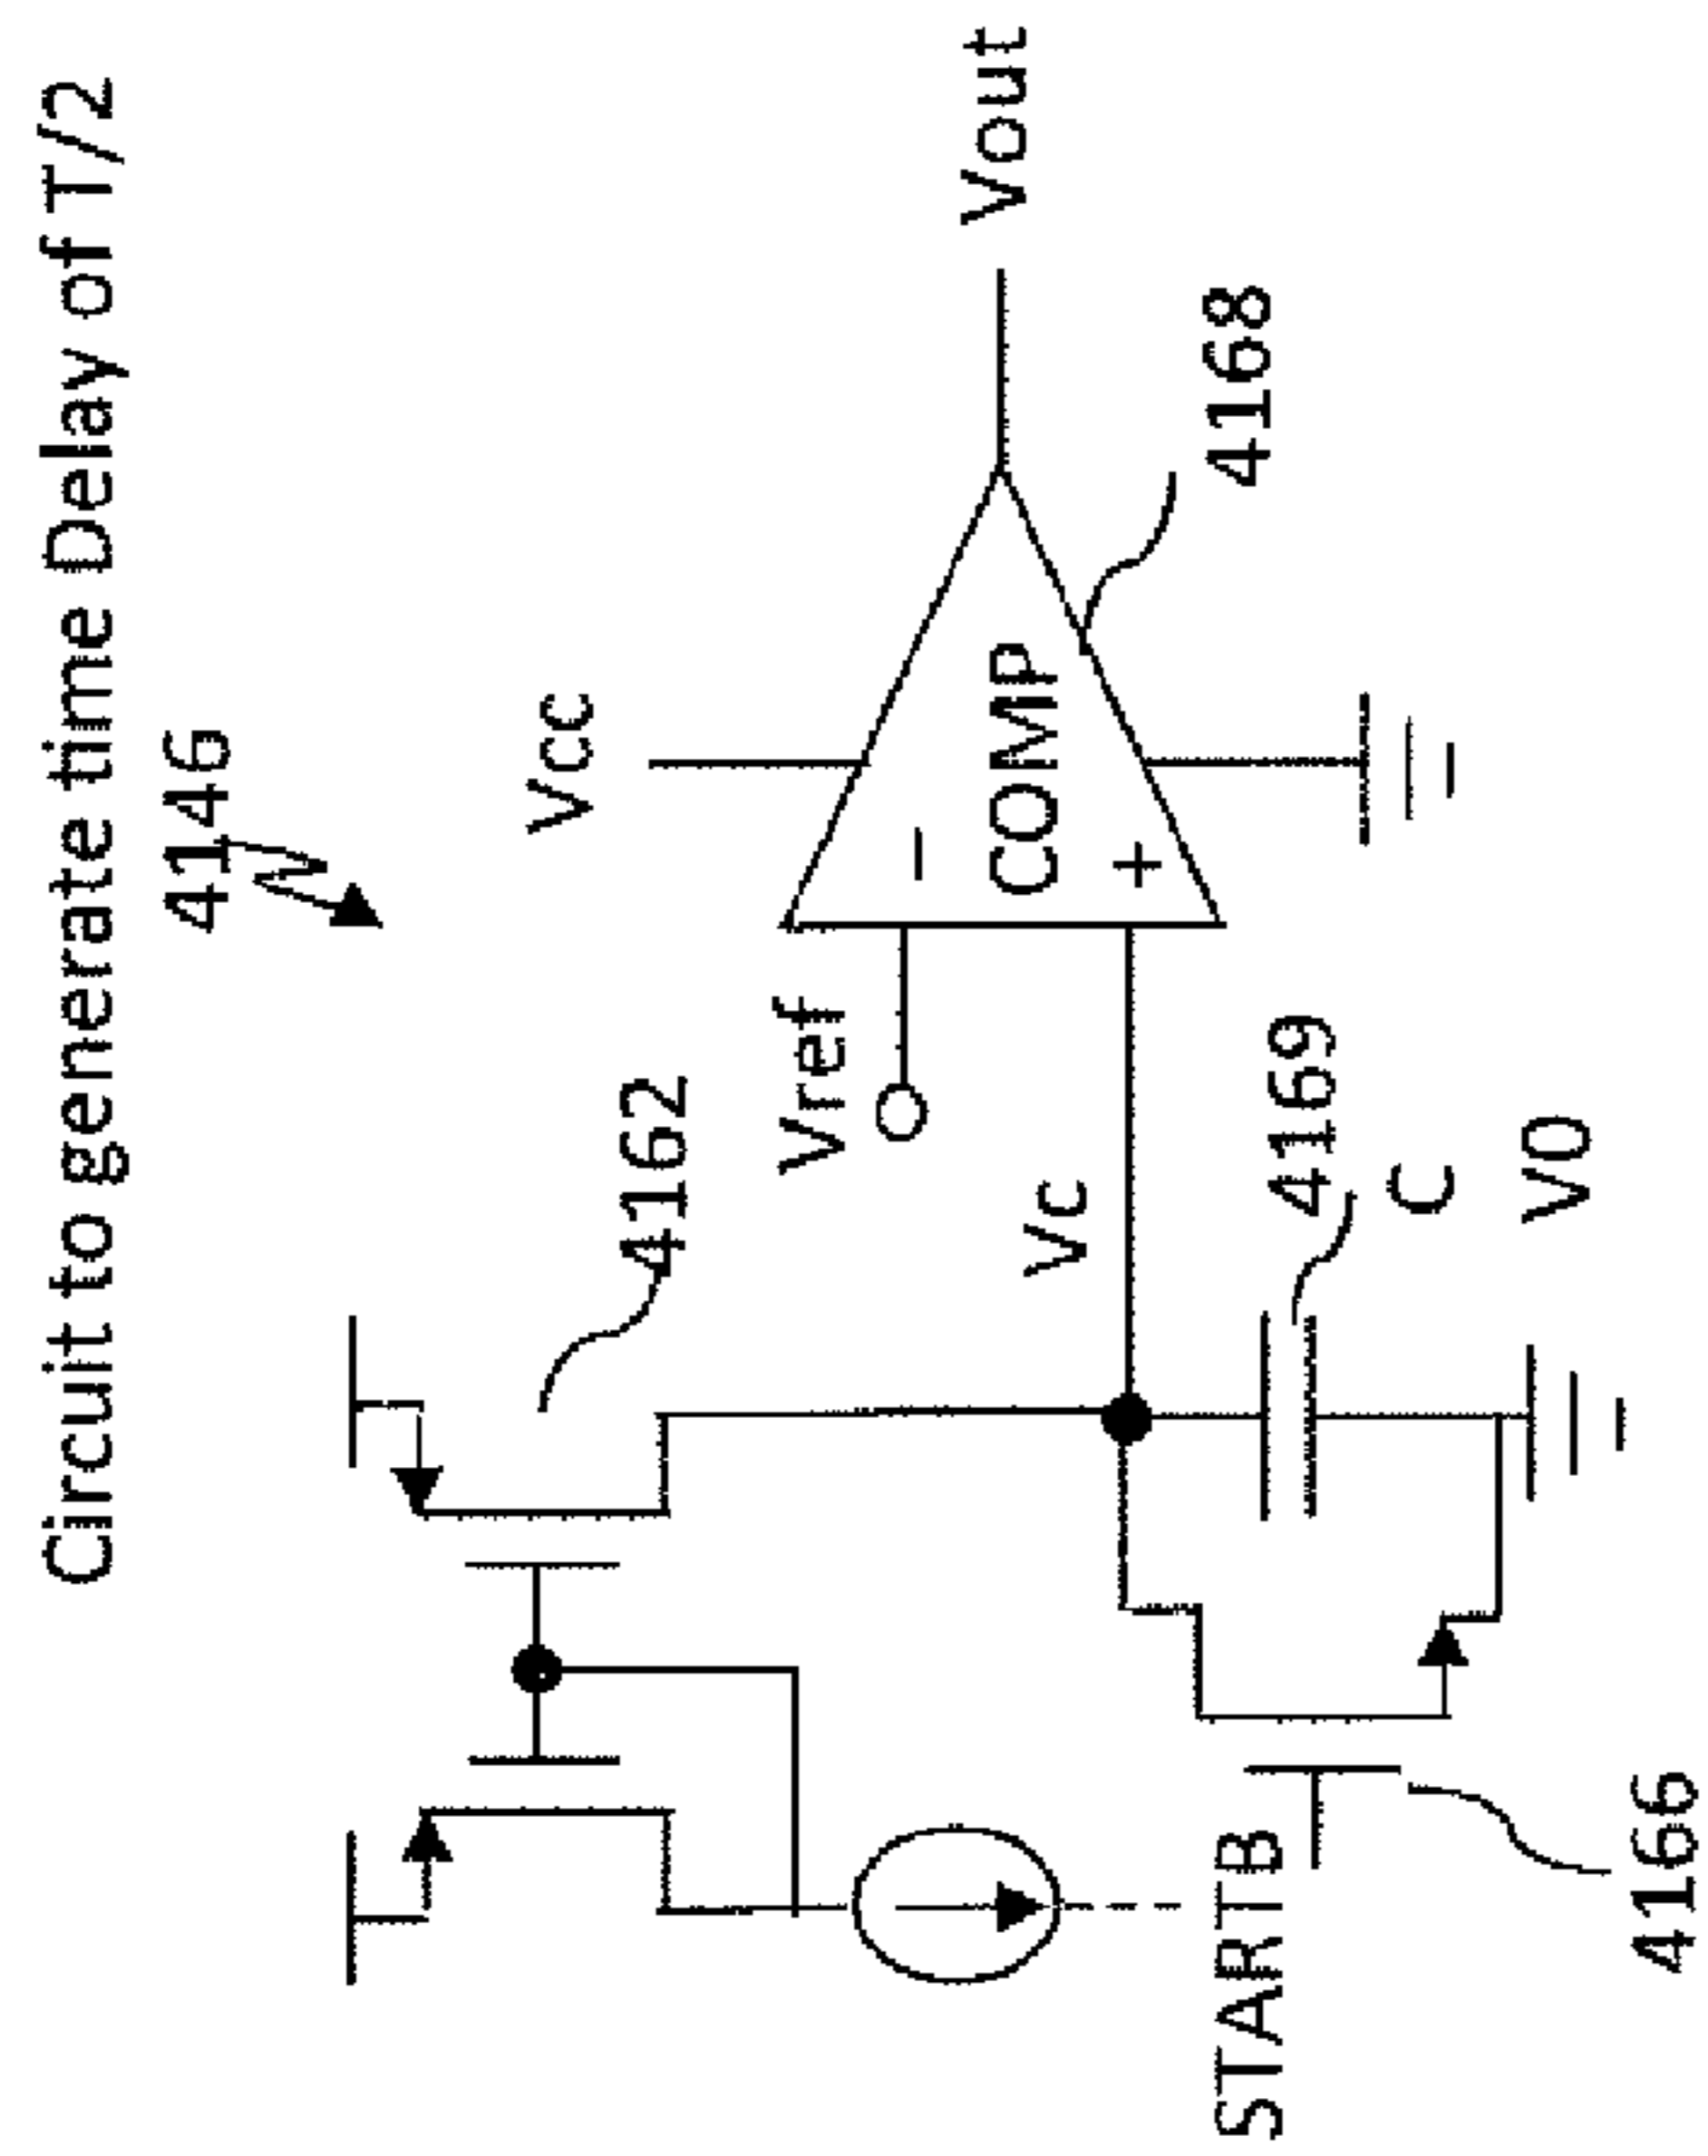 Circuit to generate time Delay of T/2
4146
Vcc
4162
Vref
−
COMP
+
Vout
Vc
4168
4169
C
STARTB
V0
4166